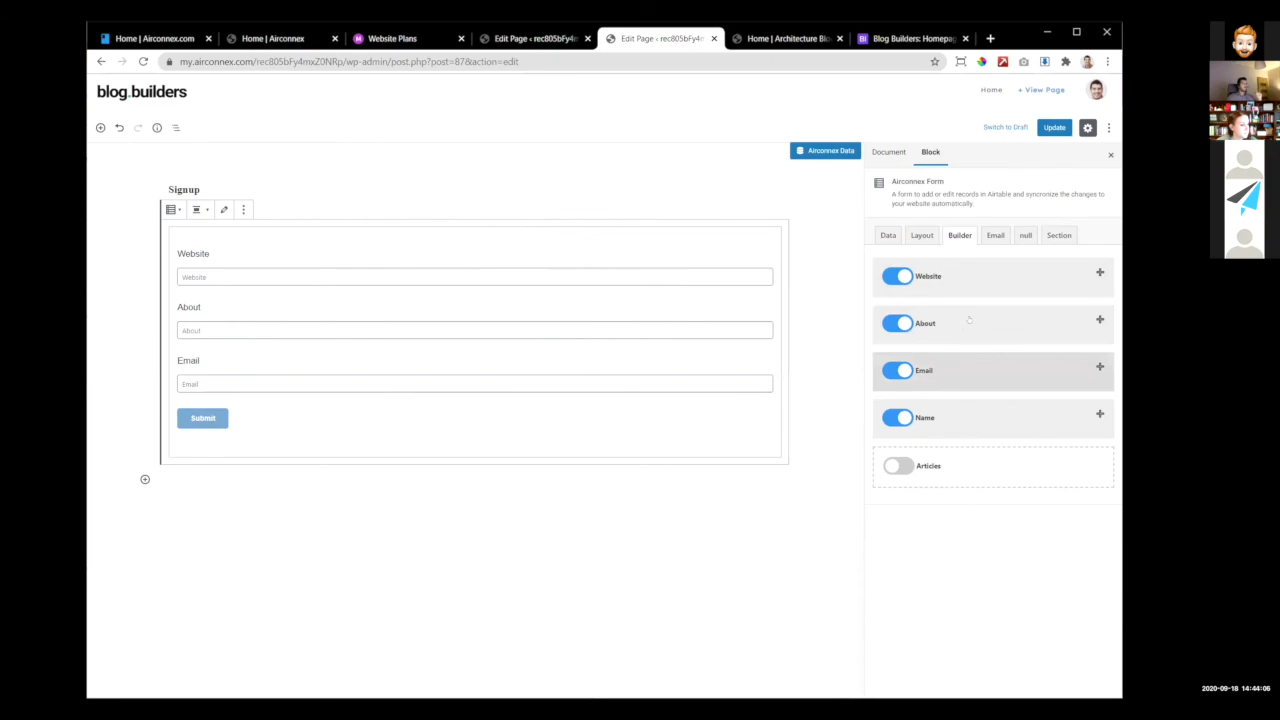 Home | Airconnex.com
Home | Airconnex
Website Plans
Edit Page ‹ rec805bFy4mx
Edit Page ‹ rec805bFy4m
Home | Architecture Blo
Blog Builders: Homepag
my.airconnex.com/rec805bFy4mxZ0NRp/wp-admin/post.php?post=87&action=edit
blog.builders
Home
+ View Page
Switch to Draft
Update
Airconnex Data
Document
Block
Signup
Airconnex Form
A form to add or edit records in Airtable and syncronize the changes to
your website automatically.
Data
Layout
Builder
Email
null
Section
Website
Website
About
About
Email
Email
Submit
Website
About
Email
Name
Articles
2020-09-18 14:44:06